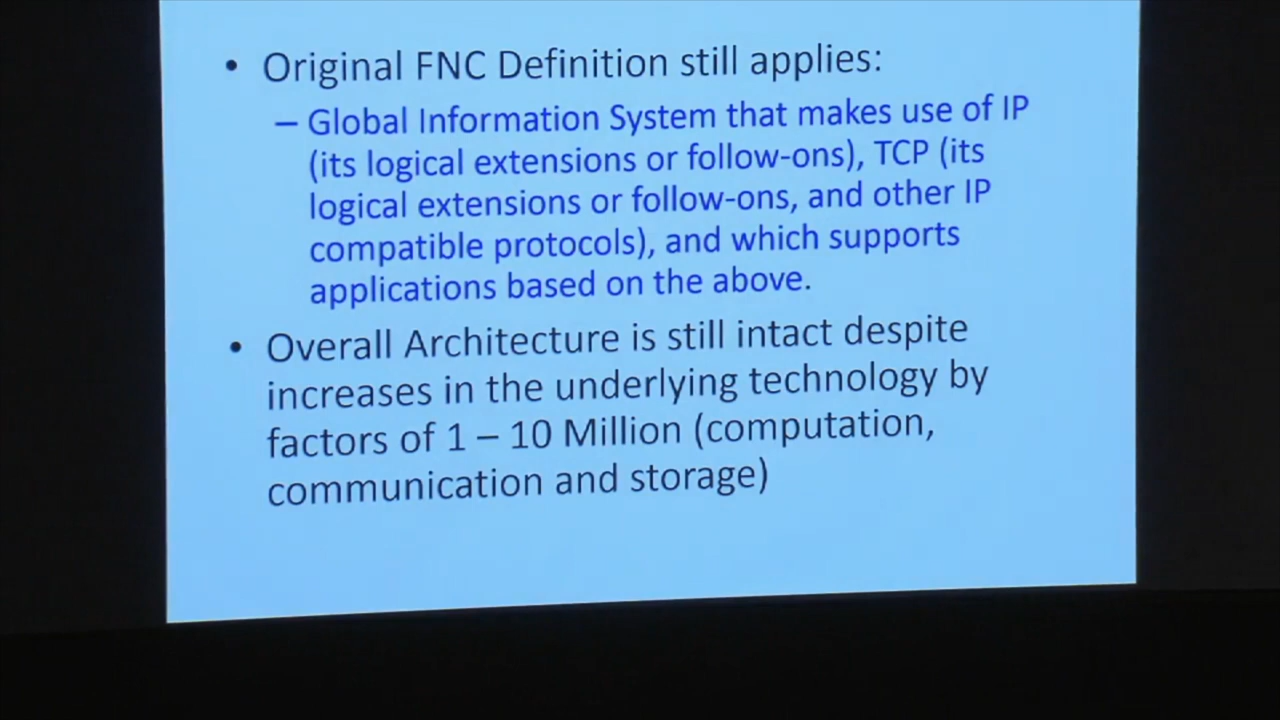 • Original FNC Definition still applies:
– Global Information System that makes use of IP
(its logical extensions or follow-ons), TCP (its
logical extensions or follow-ons, and other IP
compatible protocols), and which supports
applications based on the above.
• Overall Architecture is still intact despite
increases in the underlying technology by
factors of 1 – 10 Million (computation,
communication and storage)